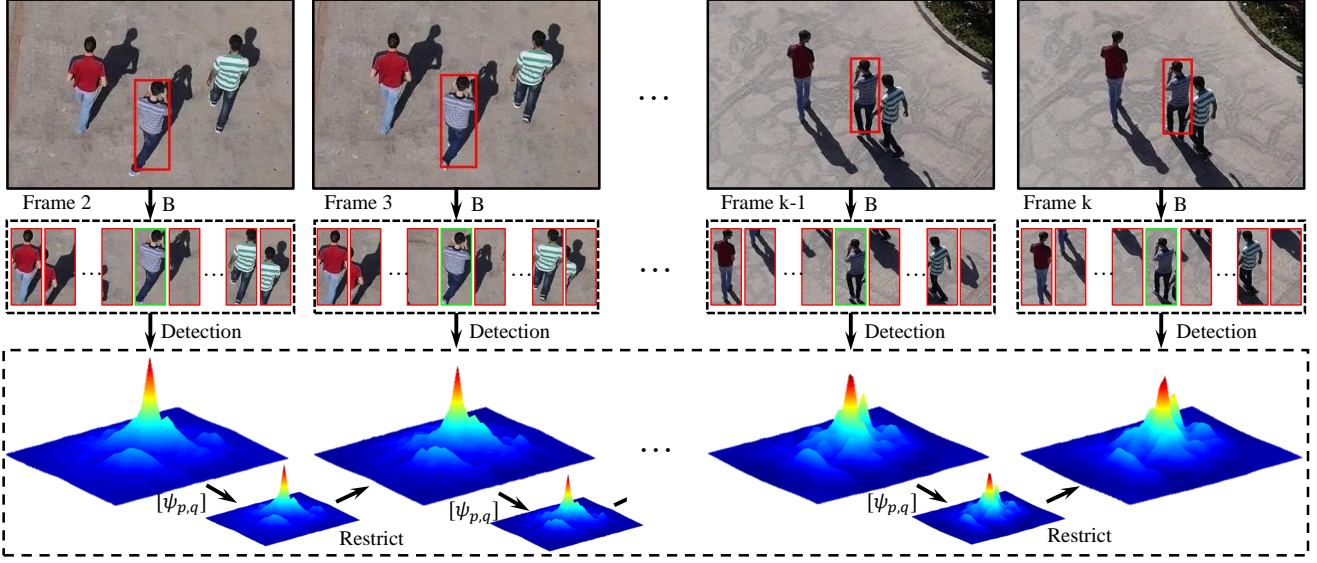 Frame 2 B Frame 3 B Frame k-1 B Frame k B
...
... ... ... ... ... ... ... ...
...
Detection Detection Detection Detection
...
[ψp,q] [ψp,q] [ψp,q]
Restrict Restrict